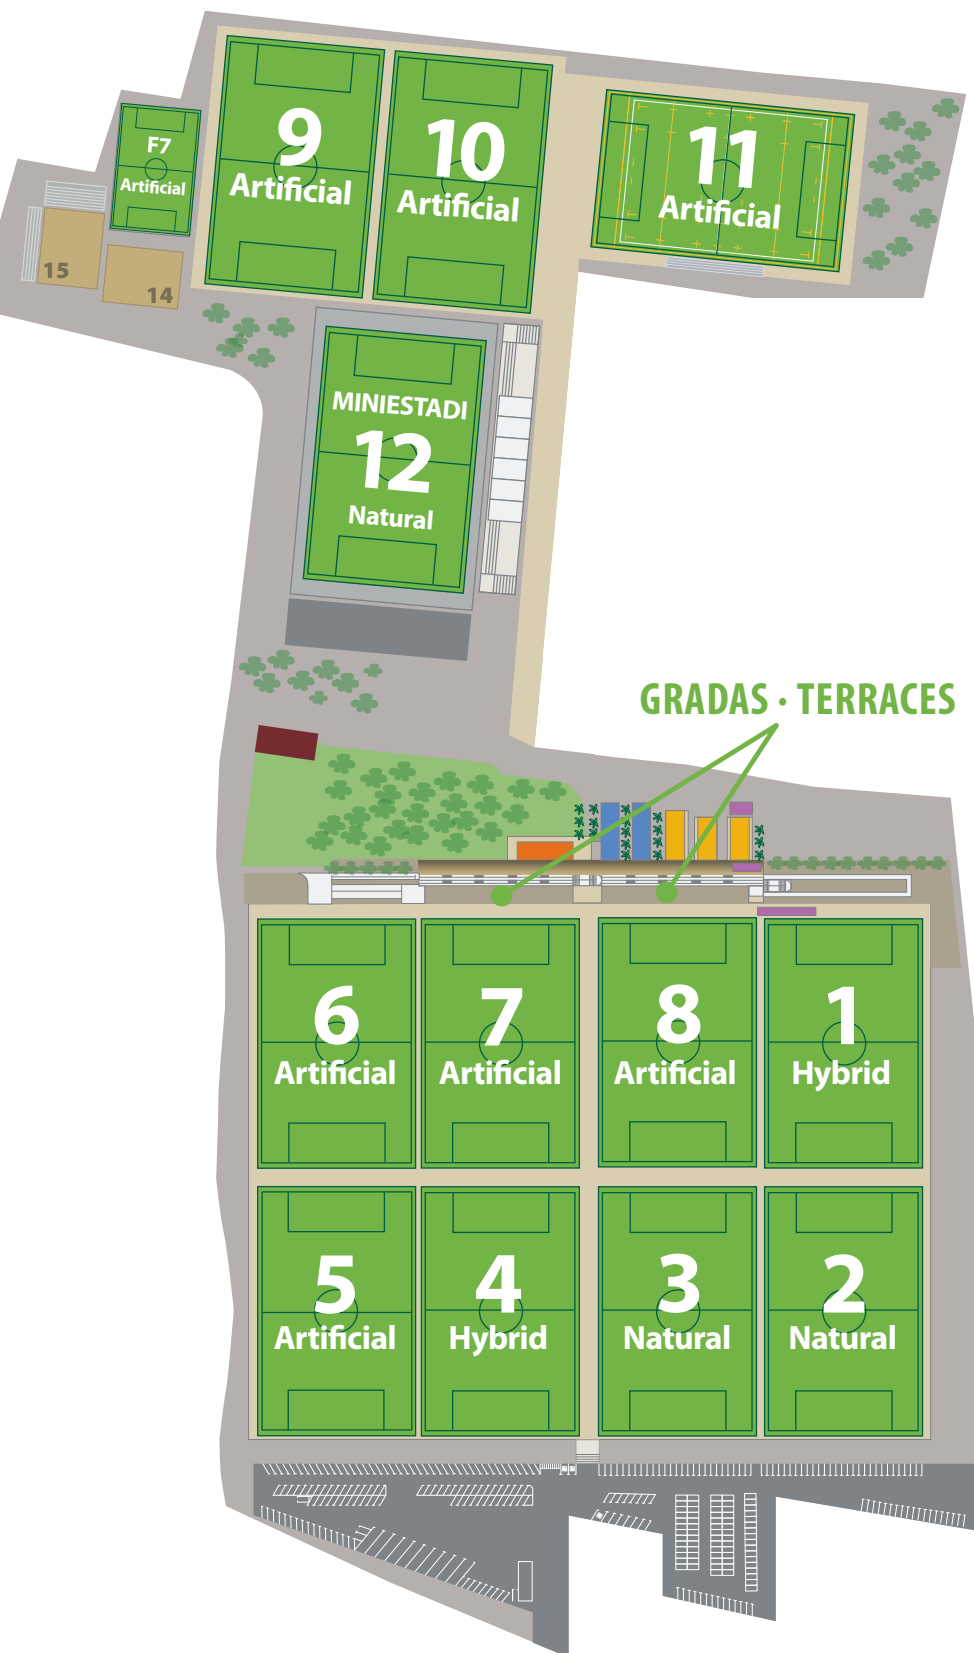 9
Artificial
10
Artificial
11
Artificial
F7
Artificial
15
14
MINIESTADI
12
Natural
GRADAS · TERRACES
6
Artificial
7
Artificial
8
Artificial
1
Hybrid
5
Artificial
4
Hybrid
3
Natural
2
Natural